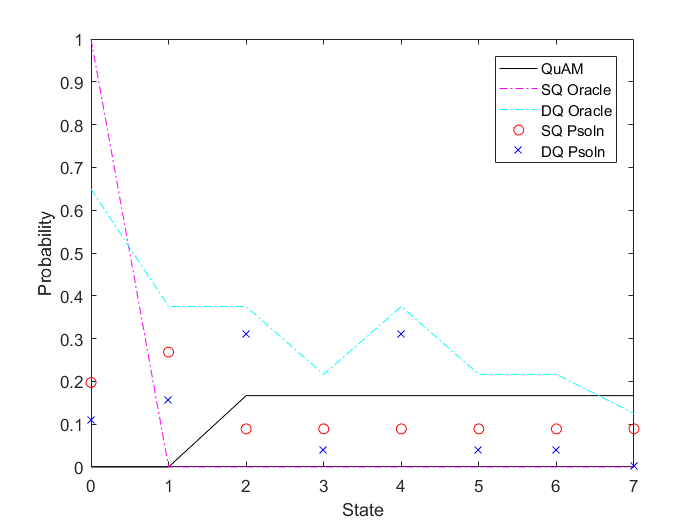 1
0.9
0.8
0.7
0.6
0.5
0.4
0.3
0.2
0.1
0
Probability
0 1 2 3 4 5 6 7
State
QuAM
SQ Oracle
DQ Oracle
SQ Psoln
DQ Psoln